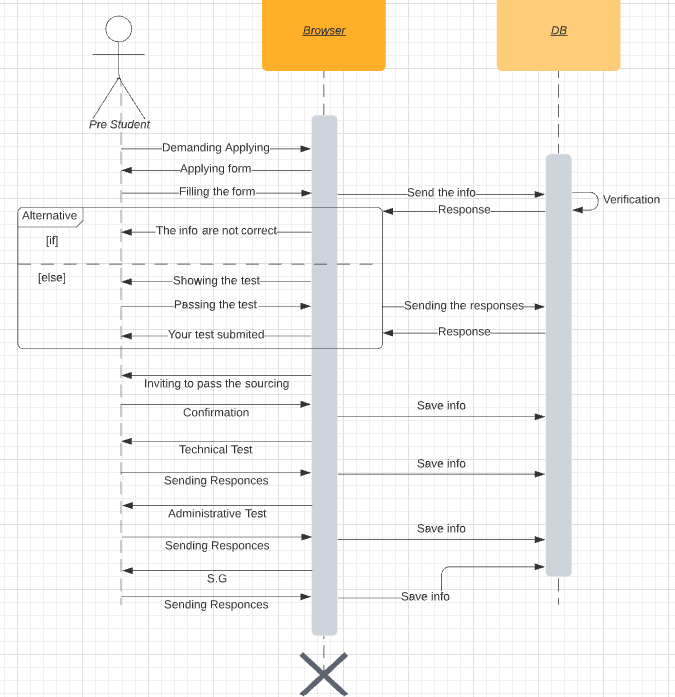 Browser
DB
Pre Student
Demanding Applying
Applying form
Filling the form
Send the info
Verification
Response
Alternative
The info are not correct
[if]
[else]
Showing the test
Passing the test
Sending the responses
Your test submited
Response
Inviting to pass the sourcing
Confirmation
Save info
Technical Test
Save info
Sending Responces
Administrative Test
Save info
Sending Responces
S.G
Save info
Sending Responces